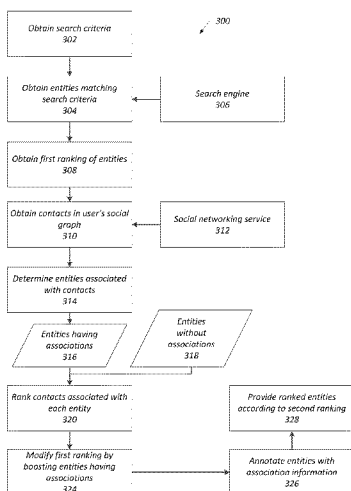 Obtain search criteria
302
300
Obtain entities matching
search criteria
304
Search engine
306
Obtain first ranking of entities
308
Obtain contacts in user's social
graph
310
Social networking service
312
Determine entities associated
with contacts
314
Entities having
associations
316
Entities
without
associations
318
Rank contacts associated with
each entity
320
Provide ranked entities
according to second ranking
328
Modify first ranking by
boosting entities having
associations
324
Annotate entities with
association information
326